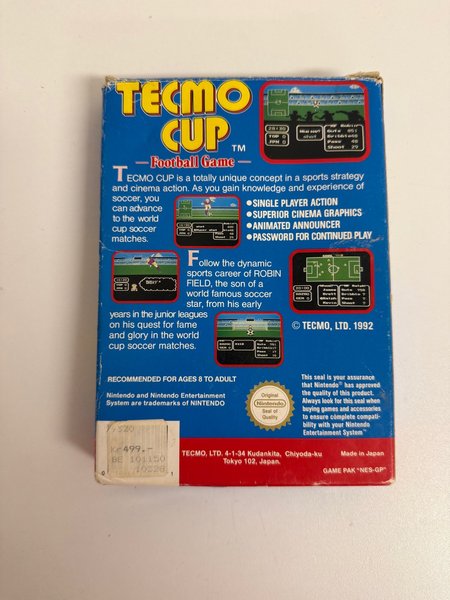 TECMO
CUP ™
— Football Game —
TECMO CUP is a totally unique concept in a sports strategy
and cinema action. As you gain knowledge and experience of
soccer, you
can advance
to the world
cup soccer
matches.
• SINGLE PLAYER ACTION
• SUPERIOR CINEMA GRAPHICS
• ANIMATED ANNOUNCER
• PASSWORD FOR CONTINUED PLAY
Follow the dynamic
sports career of ROBIN
FIELD, the son of a
world famous soccer
star, from his early
years in the junior leagues
on his quest for fame
and glory in the world
cup soccer matches.
© TECMO, LTD. 1992
RECOMMENDED FOR AGES 8 TO ADULT
Nintendo and Nintendo Entertainment
System are trademarks of NINTENDO
Original
Nintendo
Seal of
Quality
This seal is your assurance
that Nintendo® has approved
the quality of this product.
Always look for this seal when
buying games and accessories
to ensure complete compati-
bility with your Nintendo
Entertainment System™
Kr 499.-
BE 101150
TECMO, LTD. 4-1-34 Kudankita, Chiyoda-ku
Tokyo 102, Japan.
Made in Japan
GAME PAK "NES-GP"